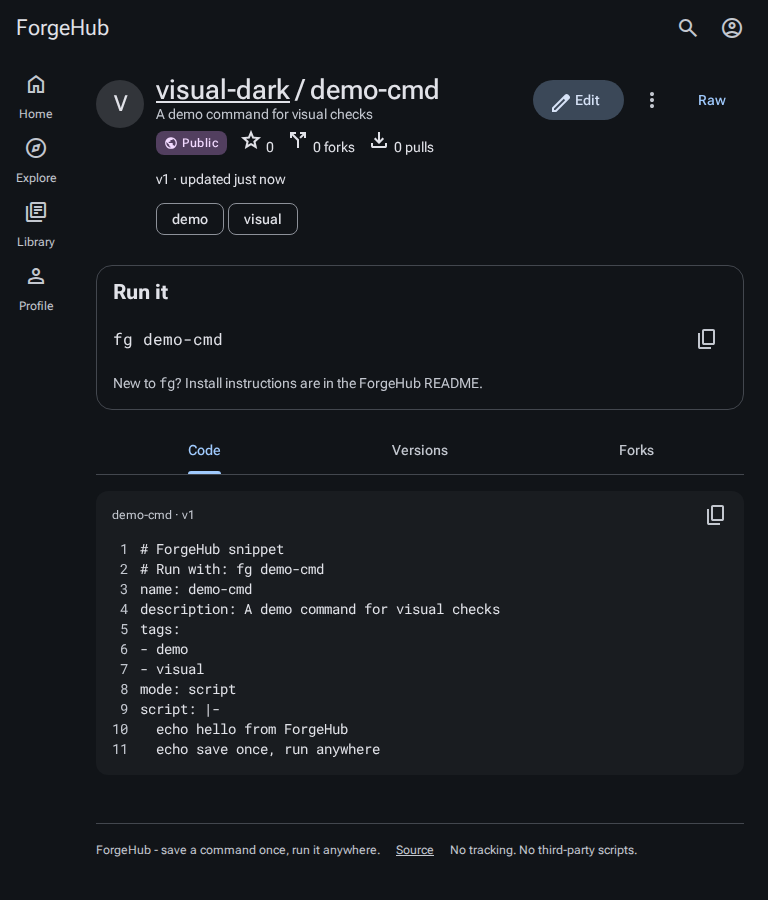 ForgeHub
Home
Explore
Library
Profile
V
visual-dark / demo-cmd
A demo command for visual checks
Public 0 0 forks 0 pulls
v1 · updated just now
demo visual
Edit
Raw
Run it
fg demo-cmd
New to fg? Install instructions are in the ForgeHub README.
Code Versions Forks
demo-cmd · v1
1 # ForgeHub snippet
2 # Run with: fg demo-cmd
3 name: demo-cmd
4 description: A demo command for visual checks
5 tags:
6 - demo
7 - visual
8 mode: script
9 script: |-
10   echo hello from ForgeHub
11   echo save once, run anywhere
ForgeHub - save a command once, run it anywhere. Source No tracking. No third-party scripts.